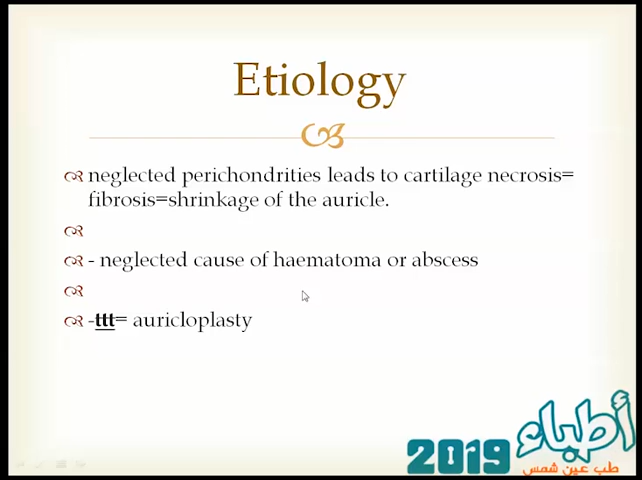 Etiology
neglected perichondrities leads to cartilage necrosis=
fibrosis=shrinkage of the auricle.
- neglected cause of haematoma or abscess
-ttt= auricloplasty
أطباء
2019
طب عين شمس